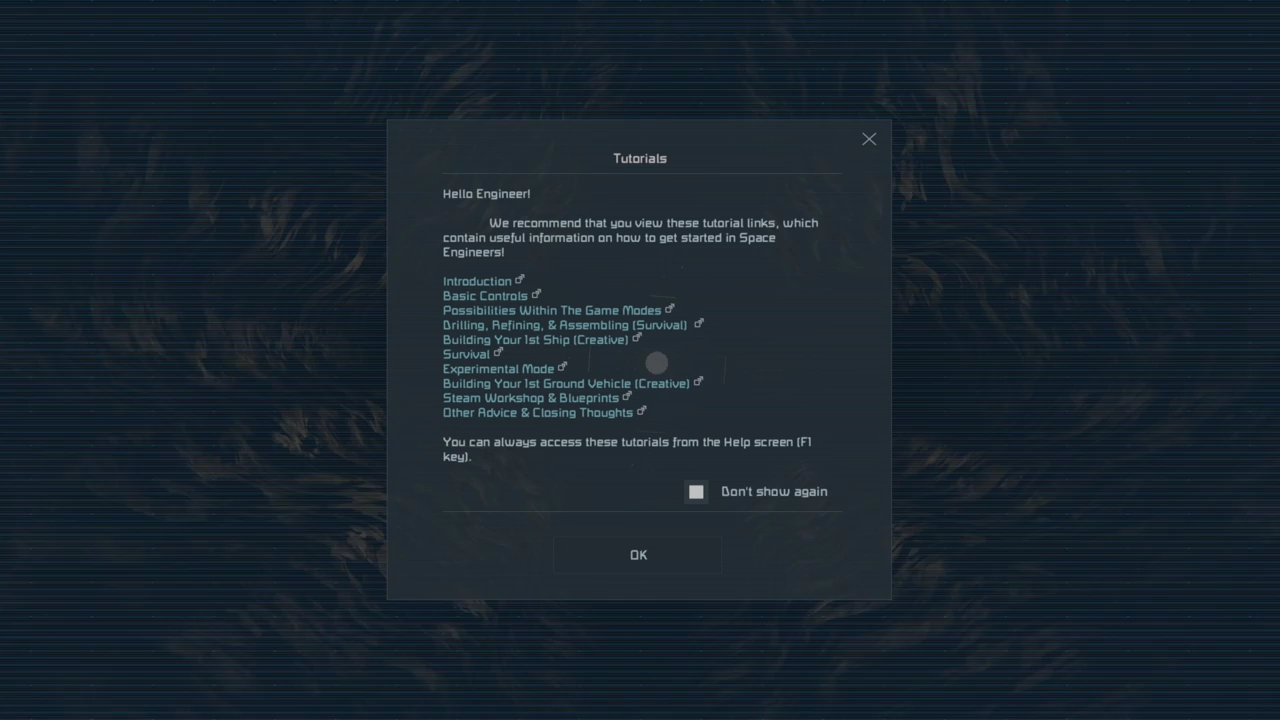 Tutorials
Hello Engineer!
We recommend that you view these tutorial links, which
contain useful information on how to get started in Space
Engineers!
Introduction
Basic Controls
Possibilities Within The Game Modes
Drilling, Refining, & Assembling (Survival)
Building Your 1st Ship (Creative)
Survival
Experimental Mode
Building Your 1st Ground Vehicle (Creative)
Steam Workshop & Blueprints
Other Advice & Closing Thoughts
You can always access these tutorials from the Help screen (F1
key).
Don't show again
OK